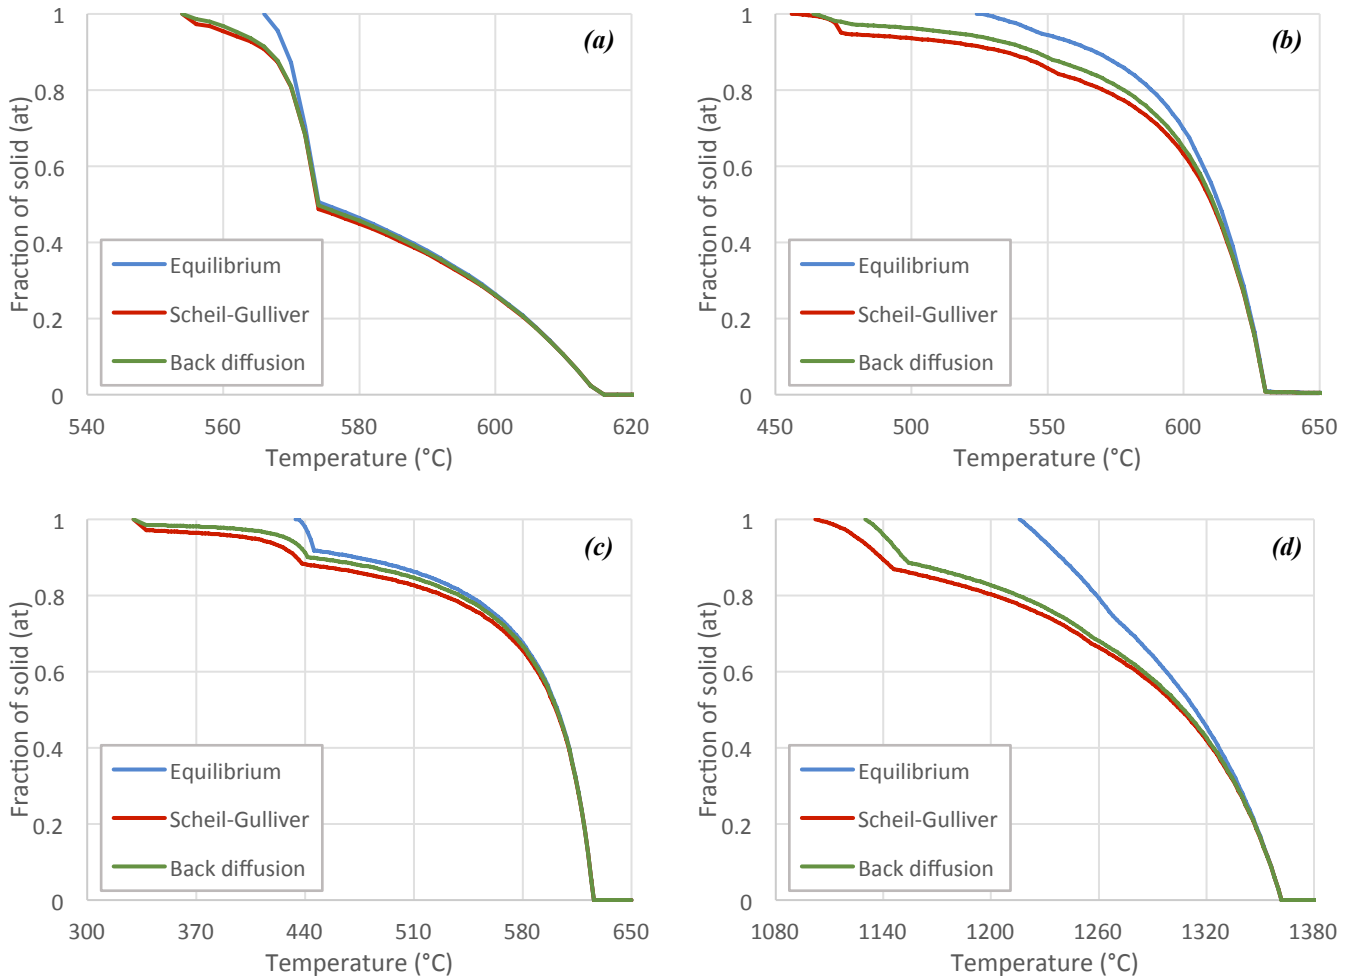 (a)
Fraction of solid (at)
1
0.8
0.6
0.4
0.2
0
Equilibrium
Scheil-Gulliver
Back diffusion
540 560 580 600 620
Temperature (°C)
(b)
Fraction of solid (at)
1
0.8
0.6
0.4
0.2
0
Equilibrium
Scheil-Gulliver
Back diffusion
450 500 550 600 650
Temperature (°C)
(c)
Fraction of solid (at)
1
0.8
0.6
0.4
0.2
0
Equilibrium
Scheil-Gulliver
Back diffusion
300 370 440 510 580 650
Temperature (°C)
(d)
Fraction of solid (at)
1
0.8
0.6
0.4
0.2
0
Equilibrium
Scheil-Gulliver
Back diffusion
1080 1140 1200 1260 1320 1380
Temperature (°C)